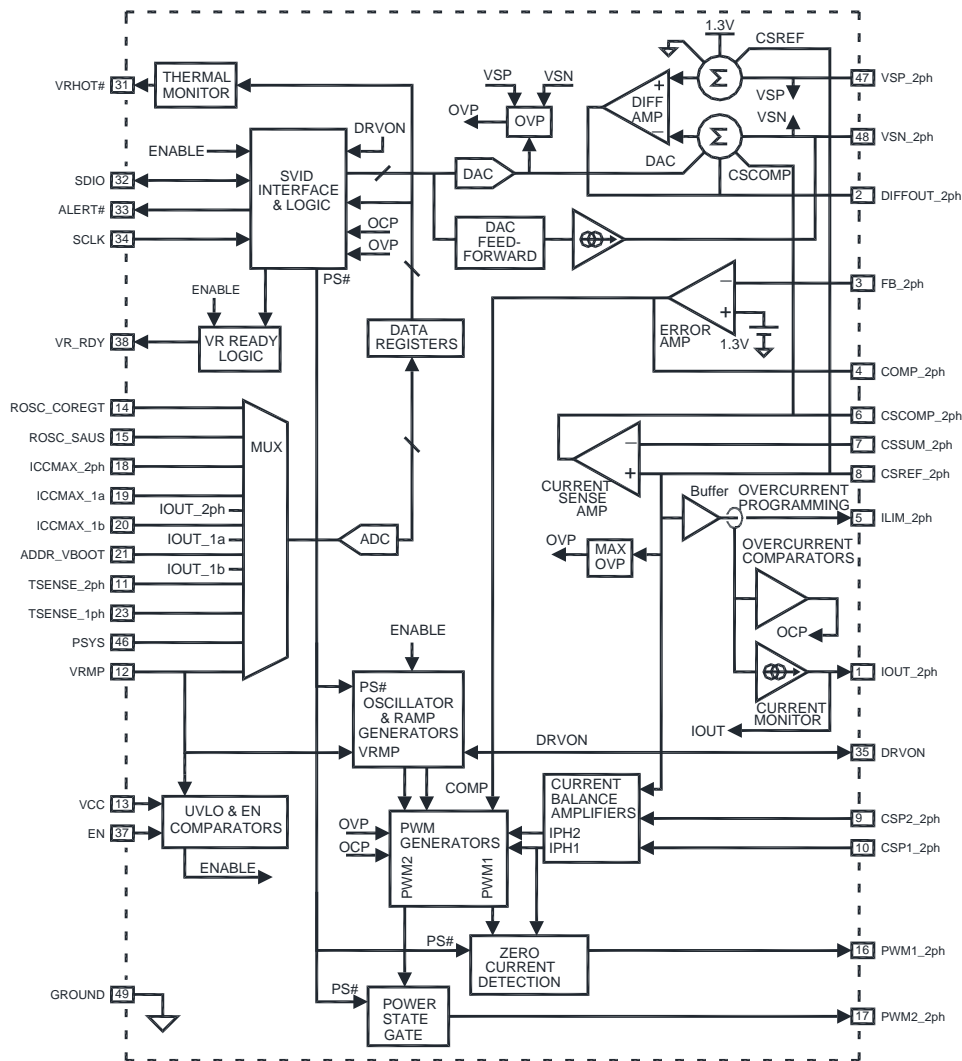 1.3V
CSREF
VRHOT# 31
THERMAL
MONITOR
VSP
VSN
OVP
OVP
+
DIFF
AMP
−
Σ
47 VSP_2ph
VSP
VSN
Σ
48 VSN_2ph
DRVON
ENABLE
SVID
INTERFACE
& LOGIC
DAC
DAC
CSCOMP
SDIO 32
ALERT# 33
2 DIFFOUT_2ph
SCLK 34
OCP
OVP
DAC
FEED-
FORWARD
PS#
ENABLE
− 
3 FB_2ph
+
ERROR
AMP
1.3V
VR_RDY 38
VR READY
LOGIC
DATA
REGISTERS
4 COMP_2ph
ROSC_COREGT 14
6 CSCOMP_2ph
ROSC_SAUS 15
MUX
−
7 CSSUM_2ph
ICCMAX_2ph 18
+
8 CSREF_2ph
CURRENT
SENSE
AMP
ICCMAX_1a 19
IOUT_2ph
Buffer
OVERCURRENT
PROGRAMMING
5 ILIM_2ph
ICCMAX_1b 20
IOUT_1a
ADC
ADDR_VBOOT 21
OVP
MAX
OVP
OVERCURRENT
COMPARATORS
IOUT_1b
TSENSE_2ph 11
TSENSE_1ph 23
OCP
PSYS 46
ENABLE
VRMP 12
1 IOUT_2ph
PS#
OSCILLATOR
& RAMP
GENERATORS
VRMP
CURRENT
MONITOR
IOUT
DRVON
35 DRVON
VCC 13
UVLO & EN
COMPARATORS
COMP
CURRENT
BALANCE
AMPLIFIERS
IPH2
IPH1
9 CSP2_2ph
EN 37
OVP
OCP
PWM
GENERATORS
PWM2
PWM1
10 CSP1_2ph
ENABLE
PS#
ZERO
CURRENT
DETECTION
16 PWM1_2ph
GROUND 49
PS#
POWER
STATE
GATE
17 PWM2_2ph